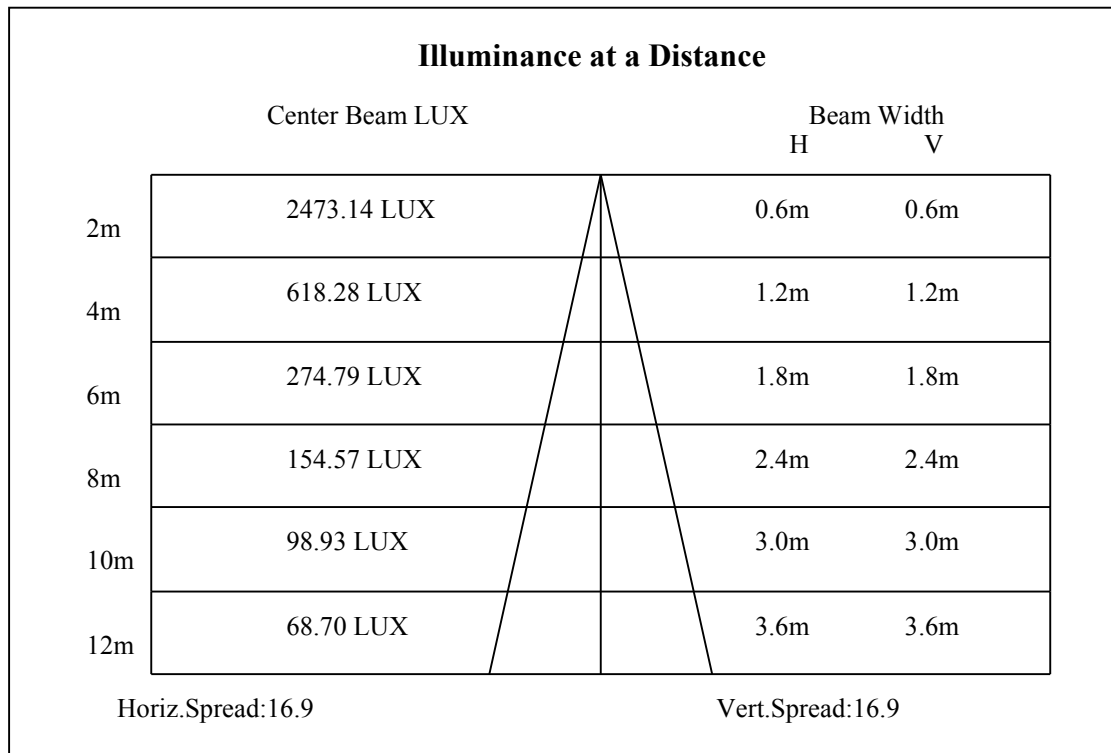 Illuminance at a Distance
Center Beam LUX Beam Width
H V
2m 2473.14 LUX 0.6m 0.6m
4m 618.28 LUX 1.2m 1.2m
6m 274.79 LUX 1.8m 1.8m
8m 154.57 LUX 2.4m 2.4m
10m 98.93 LUX 3.0m 3.0m
12m 68.70 LUX 3.6m 3.6m
Horiz.Spread:16.9 Vert.Spread:16.9